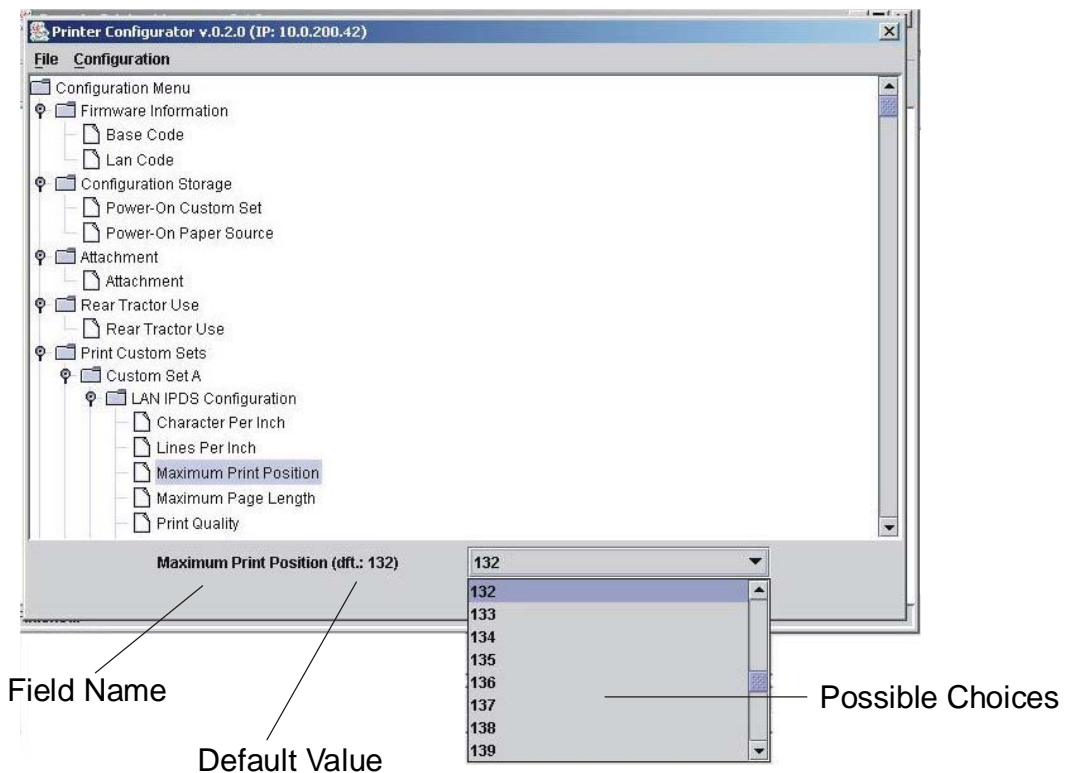 Printer Configurator v.0.2.0 (IP: 10.0.200.42)
File Configuration
Configuration Menu
Firmware Information
Base Code
Lan Code
Configuration Storage
Power-On Custom Set
Power-On Paper Source
Attachment
Attachment
Rear Tractor Use
Rear Tractor Use
Print Custom Sets
Custom Set A
LAN IPDS Configuration
Character Per Inch
Lines Per Inch
Maximum Print Position
Maximum Page Length
Print Quality
Maximum Print Position (dft.: 132) 132
132
133
134
135
136
137
138
139
Field Name
Default Value
Possible Choices